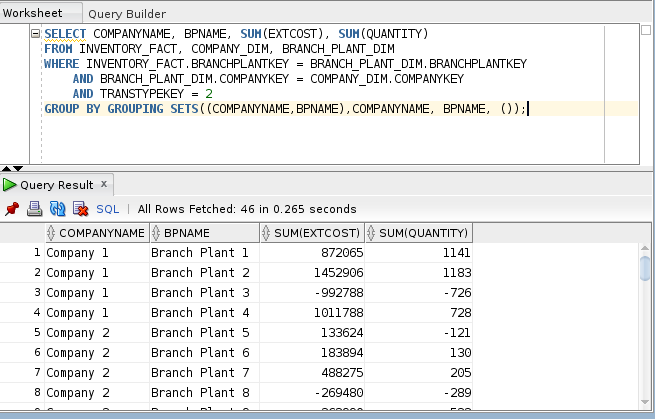 Worksheet Query Builder
SELECT COMPANYNAME, BPNAME, SUM(EXTCOST), SUM(QUANTITY)
FROM INVENTORY_FACT, COMPANY_DIM, BRANCH_PLANT_DIM
WHERE INVENTORY_FACT.BRANCHPLANTKEY = BRANCH_PLANT_DIM.BRANCHPLANTKEY
AND BRANCH_PLANT_DIM.COMPANYKEY = COMPANY_DIM.COMPANYKEY
AND TRANSTYPEKEY = 2
GROUP BY GROUPING SETS((COMPANYNAME,BPNAME),COMPANYNAME, BPNAME, ());
Query Result x
SQL | All Rows Fetched: 46 in 0.265 seconds
COMPANYNAME BPNAME SUM(EXTCOST) SUM(QUANTITY)
1 Company 1 Branch Plant 1 872065 1141
2 Company 1 Branch Plant 2 1452906 1183
3 Company 1 Branch Plant 3 -992788 -726
4 Company 1 Branch Plant 4 1011788 728
5 Company 2 Branch Plant 5 133624 -121
6 Company 2 Branch Plant 6 183894 130
7 Company 2 Branch Plant 7 488275 205
8 Company 2 Branch Plant 8 -269480 -289